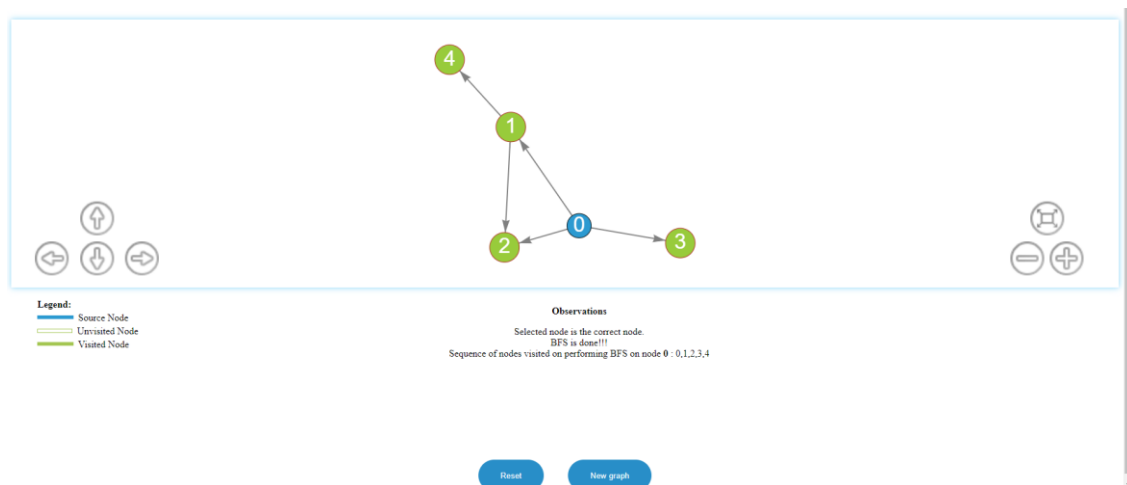 4
1
0
2
3
Legend:
Source Node
Unvisited Node
Visited Node
Observations
Selected node is the correct node.
BFS is done!!!
Sequence of nodes visited on performing BFS on node 0 : 0,1,2,3,4
Reset
New graph